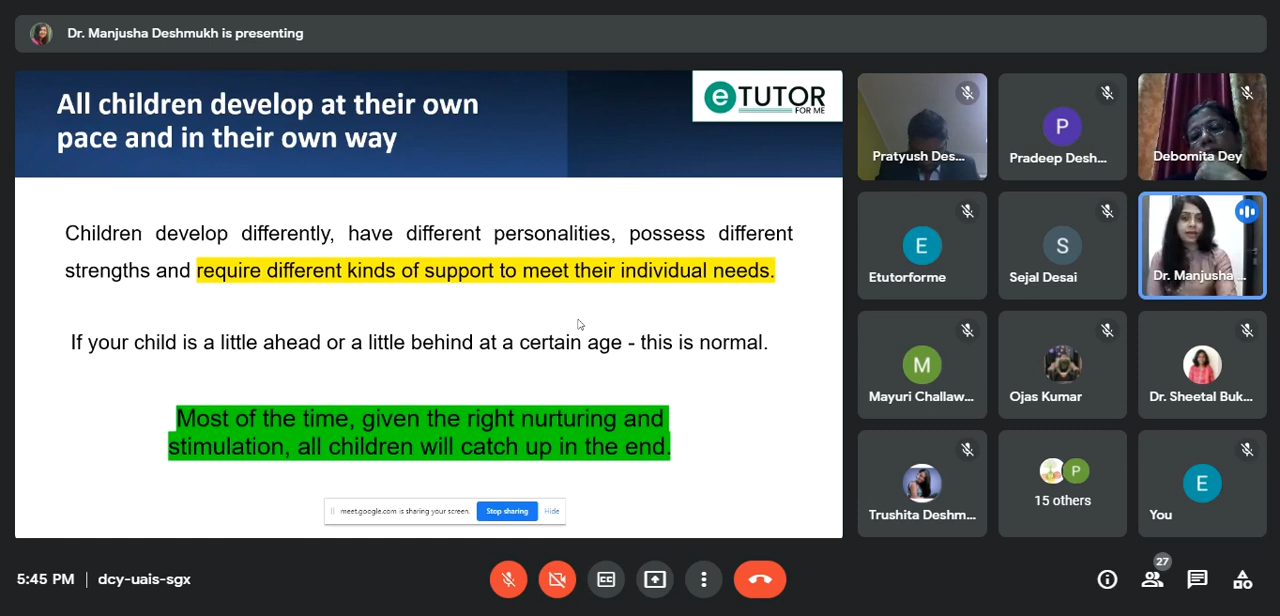 Dr. Manjusha Deshmukh is presenting
All children develop at their own
pace and in their own way
e TUTOR
FOR ME
Children develop differently, have different personalities, possess different
strengths and require different kinds of support to meet their individual needs.
If your child is a little ahead or a little behind at a certain age - this is normal.
Most of the time, given the right nurturing and
stimulation, all children will catch up in the end.
meet.google.com is sharing your screen.
Stop sharing
Hide
Pratyush Des...
P
Pradeep Desh...
Debomita Dey
E
Etutorforme
S
Sejal Desai
Dr. Manjusha ...
M
Mayuri Challaw...
Ojas Kumar
Dr. Sheetal Buk...
Trushita Deshm...
P
15 others
E
You
5:45 PM | dcy-uais-sgx
CC
27